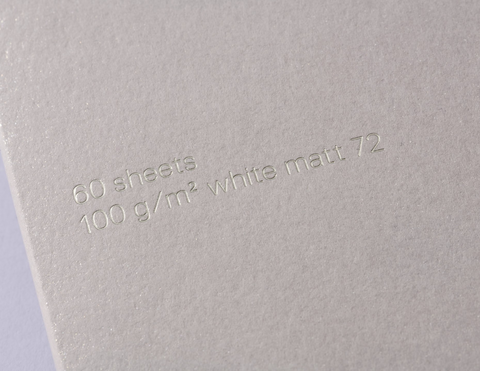 60 sheets
100 g/m² white matt 72